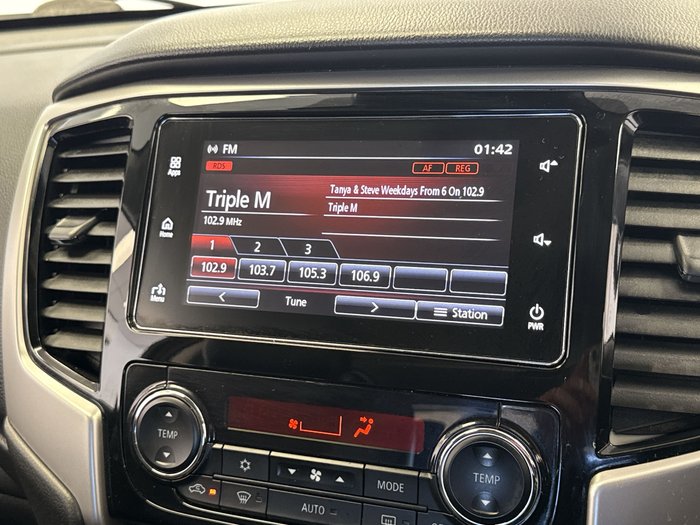 FM
01:42
RDS
AF
REG
Apps
Triple M
Tanya & Steve Weekdays From 6 On 102.9
Triple M
102.9 MHz
Home
1 2 3
102.9 103.7 105.3 106.9
Menu
< Tune > Station
PWR
TEMP
MODE
AUTO
TEMP